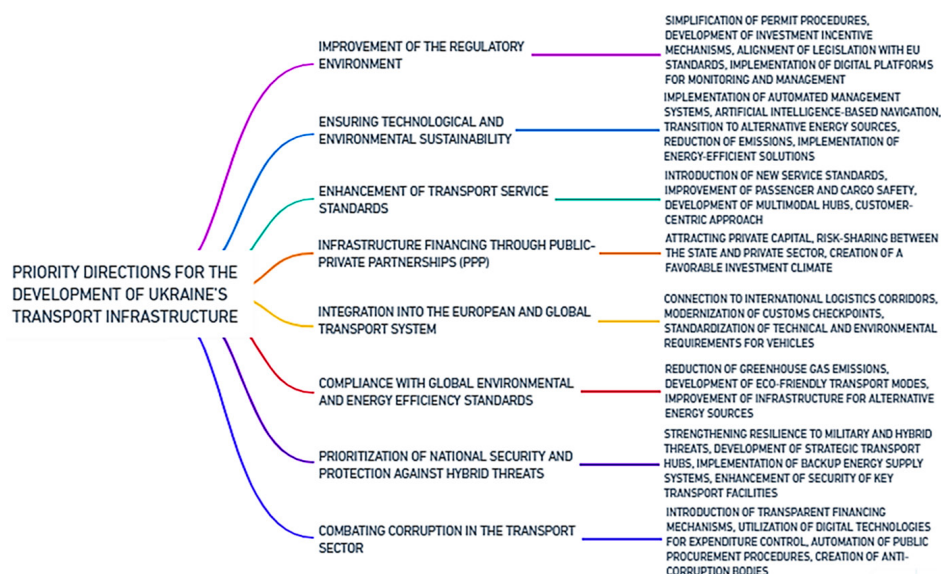 PRIORITY DIRECTIONS FOR THE
DEVELOPMENT OF UKRAINE'S
TRANSPORT INFRASTRUCTURE
IMPROVEMENT OF THE REGULATORY
ENVIRONMENT
SIMPLIFICATION OF PERMIT PROCEDURES,
DEVELOPMENT OF INVESTMENT INCENTIVE
MECHANISMS, ALIGNMENT OF LEGISLATION WITH EU
STANDARDS, IMPLEMENTATION OF DIGITAL PLATFORMS
FOR MONITORING AND MANAGEMENT
ENSURING TECHNOLOGICAL AND
ENVIRONMENTAL SUSTAINABILITY
IMPLEMENTATION OF AUTOMATED MANAGEMENT
SYSTEMS, ARTIFICIAL INTELLIGENCE-BASED NAVIGATION,
TRANSITION TO ALTERNATIVE ENERGY SOURCES,
REDUCTION OF EMISSIONS, IMPLEMENTATION OF
ENERGY-EFFICIENT SOLUTIONS
ENHANCEMENT OF TRANSPORT SERVICE
STANDARDS
INTRODUCTION OF NEW SERVICE STANDARDS,
IMPROVEMENT OF PASSENGER AND CARGO SAFETY,
DEVELOPMENT OF MULTIMODAL HUBS, CUSTOMER-
CENTRIC APPROACH
INFRASTRUCTURE FINANCING THROUGH PUBLIC-
PRIVATE PARTNERSHIPS (PPP)
ATTRACTING PRIVATE CAPITAL, RISK-SHARING BETWEEN
THE STATE AND PRIVATE SECTOR, CREATION OF A
FAVORABLE INVESTMENT CLIMATE
INTEGRATION INTO THE EUROPEAN AND GLOBAL
TRANSPORT SYSTEM
CONNECTION TO INTERNATIONAL LOGISTICS CORRIDORS,
MODERNIZATION OF CUSTOMS CHECKPOINTS,
STANDARDIZATION OF TECHNICAL AND ENVIRONMENTAL
REQUIREMENTS FOR VEHICLES
COMPLIANCE WITH GLOBAL ENVIRONMENTAL
AND ENERGY EFFICIENCY STANDARDS
REDUCTION OF GREENHOUSE GAS EMISSIONS,
DEVELOPMENT OF ECO-FRIENDLY TRANSPORT MODES,
IMPROVEMENT OF INFRASTRUCTURE FOR ALTERNATIVE
ENERGY SOURCES
PRIORITIZATION OF NATIONAL SECURITY AND
PROTECTION AGAINST HYBRID THREATS
STRENGTHENING RESILIENCE TO MILITARY AND HYBRID
THREATS, DEVELOPMENT OF STRATEGIC TRANSPORT
HUBS, IMPLEMENTATION OF BACKUP ENERGY SUPPLY
SYSTEMS, ENHANCEMENT OF SECURITY OF KEY
TRANSPORT FACILITIES
COMBATING CORRUPTION IN THE TRANSPORT
SECTOR
INTRODUCTION OF TRANSPARENT FINANCING
MECHANISMS, UTILIZATION OF DIGITAL TECHNOLOGIES
FOR EXPENDITURE CONTROL, AUTOMATION OF PUBLIC
PROCUREMENT PROCEDURES, CREATION OF ANTI-
CORRUPTION BODIES